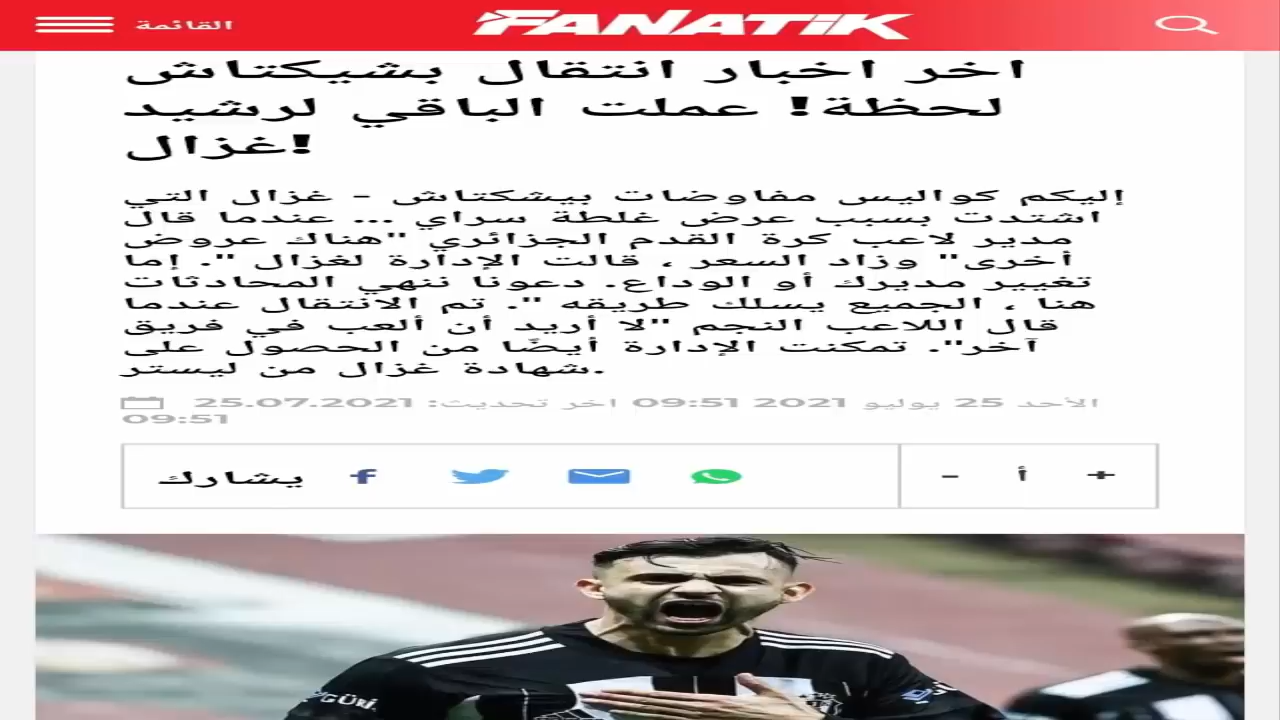 القائمة FANATiK
اخر اخبار انتقال بشيكتاش
لحظة! عملت الباقي لرشيد
غزال!
إليكم كواليس مفاوضات بيشكتاش - غزال التي
اشتدت بسبب عرض غلطة سراي ... عندما قال
مدير لاعب كرة القدم الجزائري "هناك عروض
أخرى" وزاد السعر ، قالت الإدارة لغزال ". إما
تغيير مديرك أو الوداع. دعونا ننهي المحادثات
هنا ، الجميع يسلك طريقه ". تم الانتقال عندما
قال اللاعب النجم "لا أريد أن ألعب في فريق
آخر". تمكنت الإدارة أيضًا من الحصول على
شهادة غزال من ليستر.
الأحد 25 يوليو 2021 09:51 اخر تحديث: 25.07.2021
09:51
يشارك
+ أ -
GÜRİ